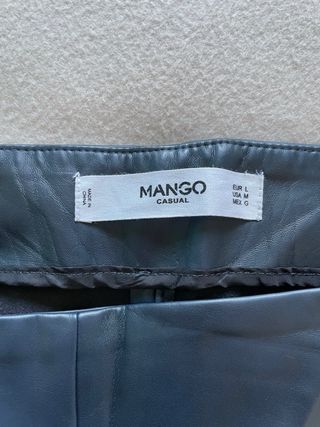 MADE IN
CHINA
MANGO
CASUAL
EUR L
USA M
MEX G